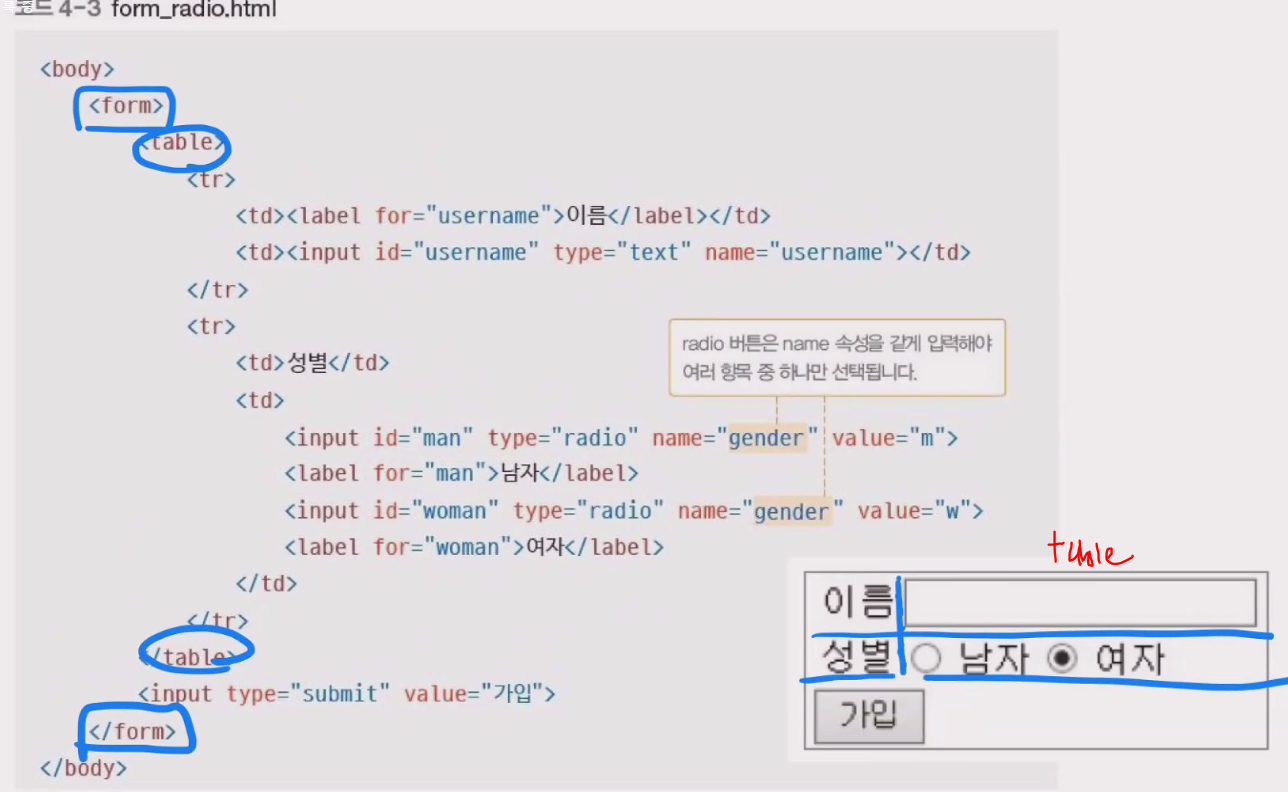 코드 4-3 form_radio.html
<body>
<form>
<table>
<tr>
<td><label for="username">이름</label></td>
<td><input id="username" type="text" name="username"></td>
</tr>
<tr>
<td>성별</td>
<td>
radio 버튼은 name 속성을 같게 입력해야
여러 항목 중 하나만 선택됩니다.
<input id="man" type="radio" name="gender" value="m">
<label for="man">남자</label>
<input id="woman" type="radio" name="gender" value="w">
<label for="woman">여자</label>
</td>
</tr>
</table>
<input type="submit" value="가입">
</form>
</body>
table
이름
성별 남자 여자
가입